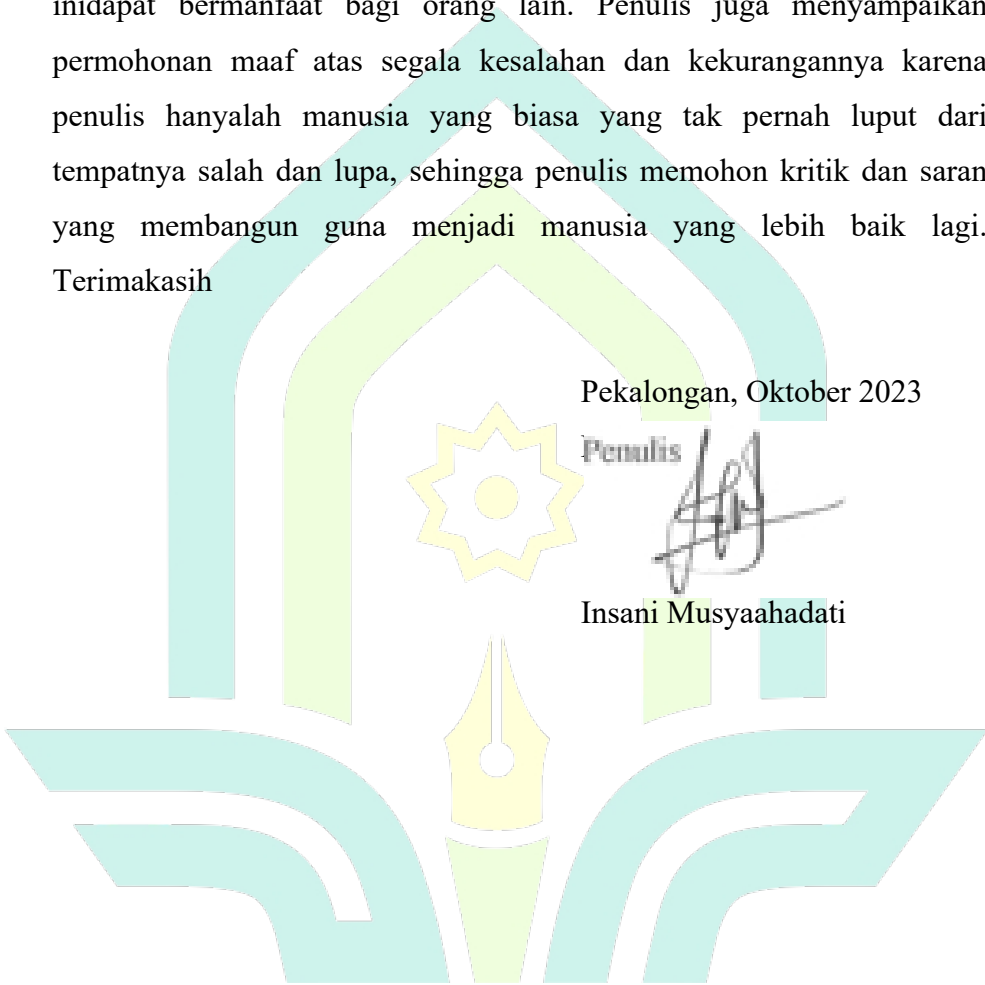 inidapat bermanfaat bagi orang lain. Penulis juga menyampaikan
permohonan maaf atas segala kesalahan dan kekurangannya karena
penulis hanyalah manusia yang biasa yang tak pernah luput dari
tempatnya salah dan lupa, sehingga penulis memohon kritik dan saran
yang membangun guna menjadi manusia yang lebih baik lagi.
Terimakasih
Pekalongan, Oktober 2023
Penulis
Insani Musyaahadati